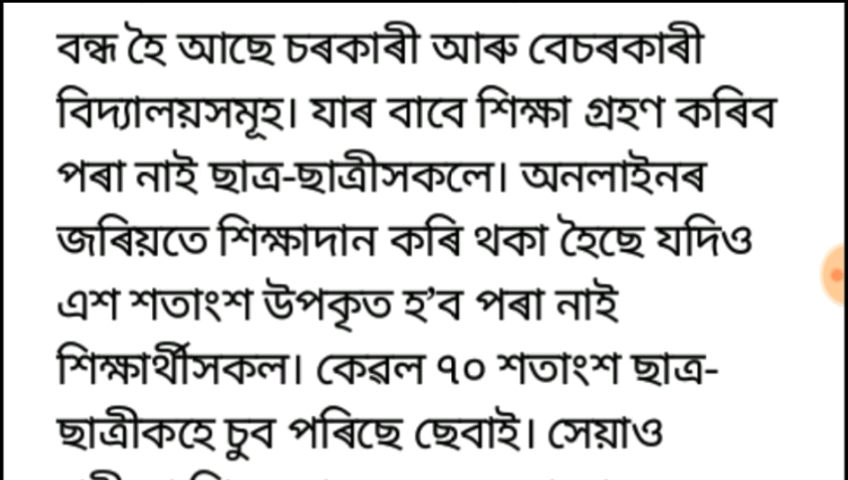 বন্ধ হৈ আছে চৰকাৰী আৰু বেচৰকাৰী
বিদ্যালয়সমূহ। যাৰ বাবে শিক্ষা গ্ৰহণ কৰিব
পৰা নাই ছাত্ৰ-ছাত্ৰীসকলে। অনলাইনৰ
জৰিয়তে শিক্ষাদান কৰি থকা হৈছে যদিও
এশ শতাংশ উপকৃত হ’ব পৰা নাই
শিক্ষাৰ্থীসকল। কেৱল ৭০ শতাংশ ছাত্ৰ-
ছাত্ৰীকহে চুব পৰিছে ছেবাই। সেয়াও